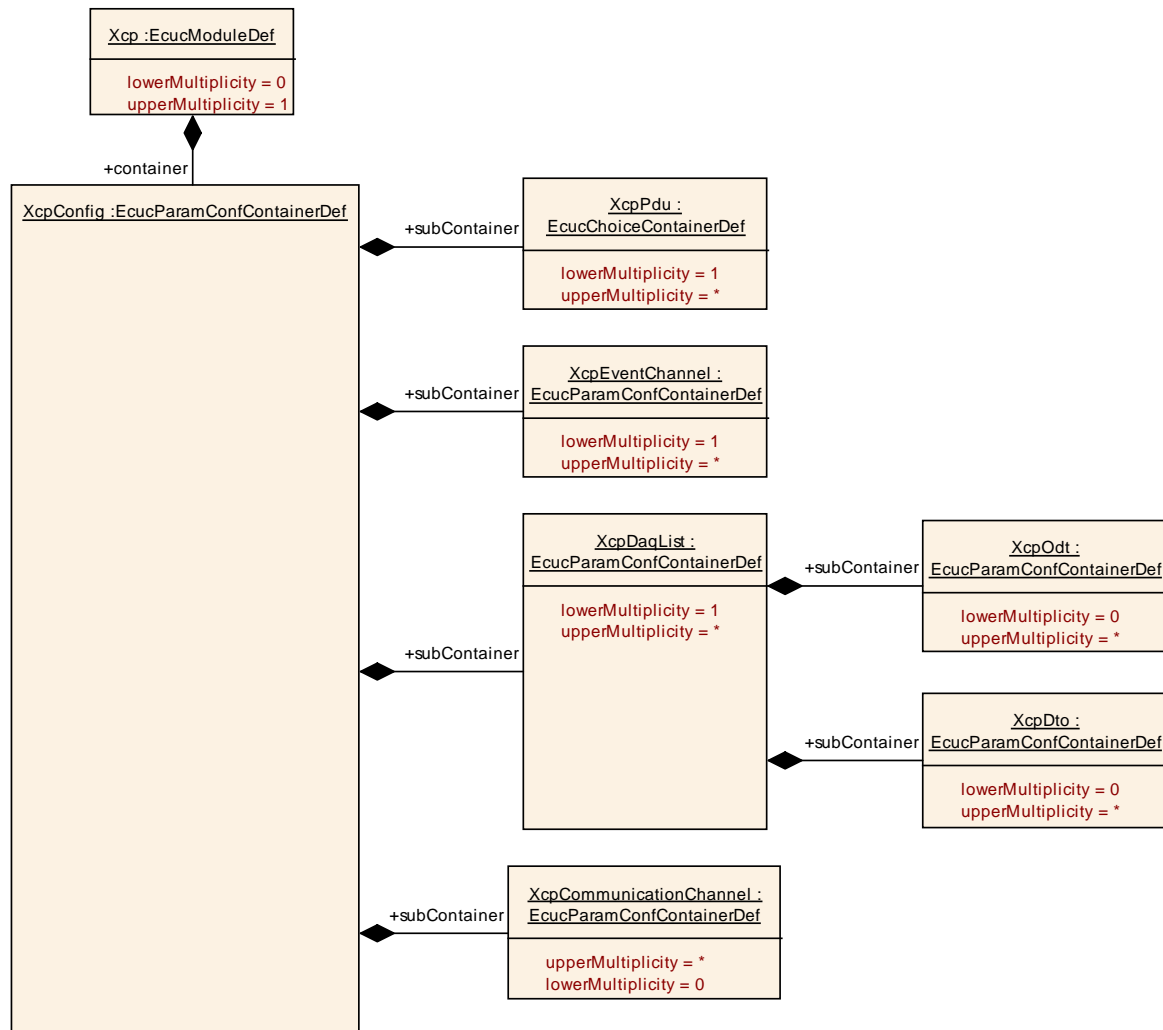 Xcp :EcucModuleDef
lowerMultiplicity = 0
upperMultiplicity = 1
+container
XcpConfig :EcucParamConfContainerDef
+subContainer
XcpPdu :
EcucChoiceContainerDef
lowerMultiplicity = 1
upperMultiplicity = *
+subContainer
XcpEventChannel :
EcucParamConfContainerDef
lowerMultiplicity = 1
upperMultiplicity = *
+subContainer
XcpDaqList :
EcucParamConfContainerDef
lowerMultiplicity = 1
upperMultiplicity = *
+subContainer
XcpOdt :
EcucParamConfContainerDef
lowerMultiplicity = 0
upperMultiplicity = *
+subContainer
XcpDto :
EcucParamConfContainerDef
lowerMultiplicity = 0
upperMultiplicity = *
+subContainer
XcpCommunicationChannel :
EcucParamConfContainerDef
upperMultiplicity = *
lowerMultiplicity = 0